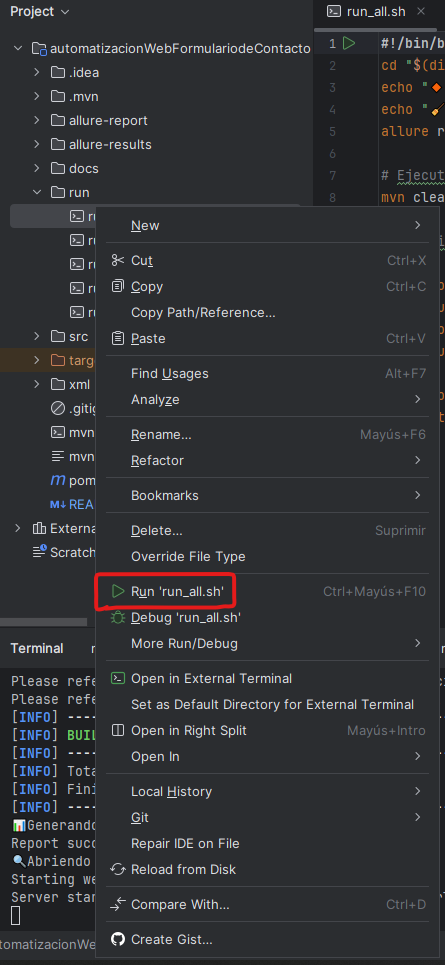 Project
run_all.sh
automatizacionWebFormulariodeContacto
.idea
.mvn
allure-report
allure-results
docs
run
src
xml
1
2
3
4
5
6
7
8
#!/bin/b
cd "$(di
echo "
echo "
allure r
# Ejecut
mvn clea
New
Cut Ctrl+X
Copy Ctrl+C
Copy Path/Reference...
Paste Ctrl+V
Find Usages Alt+F7
Analyze
Rename... Mayús+F6
Refactor
Bookmarks
Delete... Suprimir
Override File Type
Run 'run_all.sh' Ctrl+Mayús+F10
Debug 'run_all.sh'
More Run/Debug
Open in External Terminal
Set as Default Directory for External Terminal
Open in Right Split Mayús+Intro
Open In
Local History
Git
Repair IDE on File
Reload from Disk
Compare With... Ctrl+D
Create Gist...
targ
.gitig
mvn
mvn
pom
M↓ REA
Externa
Scratch
Terminal
Please refe
Please refe
[INFO] ----
[INFO] BUIL
[INFO] ----
[INFO] Tota
[INFO] Fini
[INFO] ----
Generando
Report succ
Abriendo
Starting we
Server star
tomatizacionWe